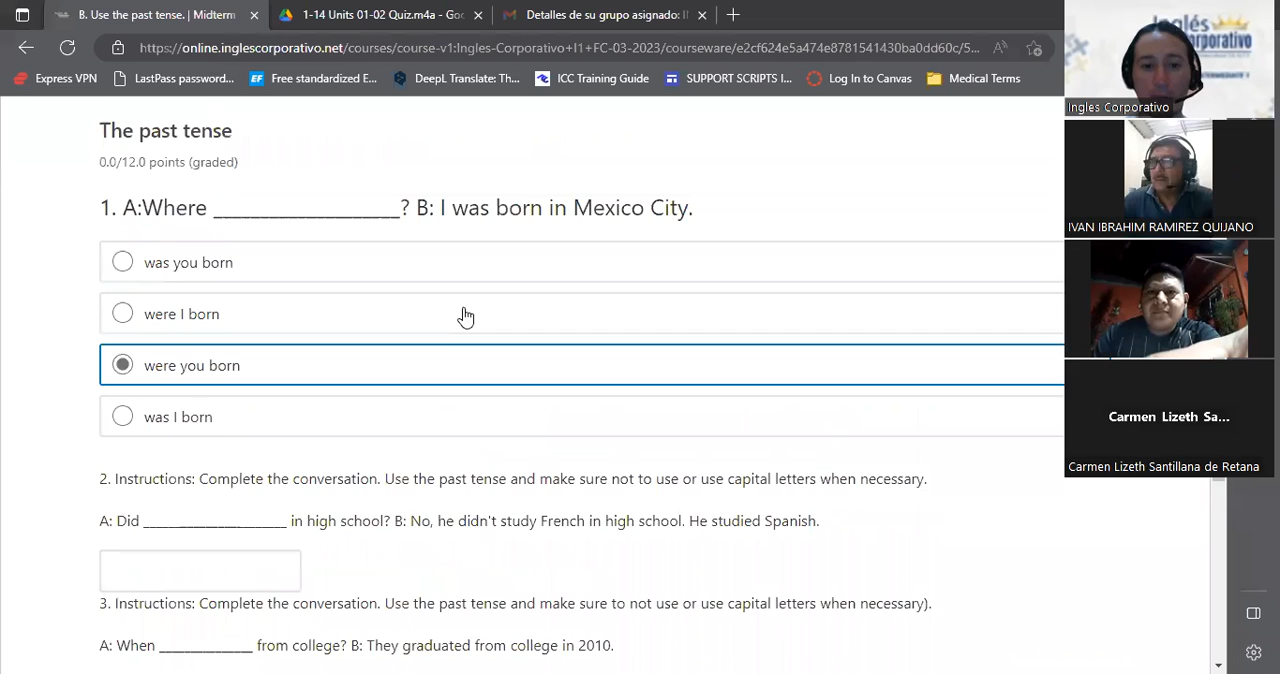 B. Use the past tense. | Midterm
1-14 Units 01-02 Quiz.m4a - Goo
Detalles de su grupo asignado: I
https://online.inglescorporativo.net/courses/course-v1:Ingles-Corporativo+I1+FC-03-2023/courseware/e2cf624e5a474e8781541430ba0dd60c/5...
Express VPN
LastPass password...
EF Free standardized E...
DeepL Translate: Th...
ICC Training Guide
SUPPORT SCRIPTS I...
Log In to Canvas
Medical Terms
Inglés
Corporativo
Ingles Corporativo
The past tense
0.0/12.0 points (graded)
1. A:Where ____________________? B: I was born in Mexico City.
was you born
were I born
were you born
was I born
IVAN IBRAHIM RAMIREZ QUIJANO
Carmen Lizeth Sa...
Carmen Lizeth Santillana de Retana
2. Instructions: Complete the conversation. Use the past tense and make sure not to use or use capital letters when necessary.
A: Did ____________________ in high school? B: No, he didn't study French in high school. He studied Spanish.
3. Instructions: Complete the conversation. Use the past tense and make sure to not use or use capital letters when necessary).
A: When _____________ from college? B: They graduated from college in 2010.